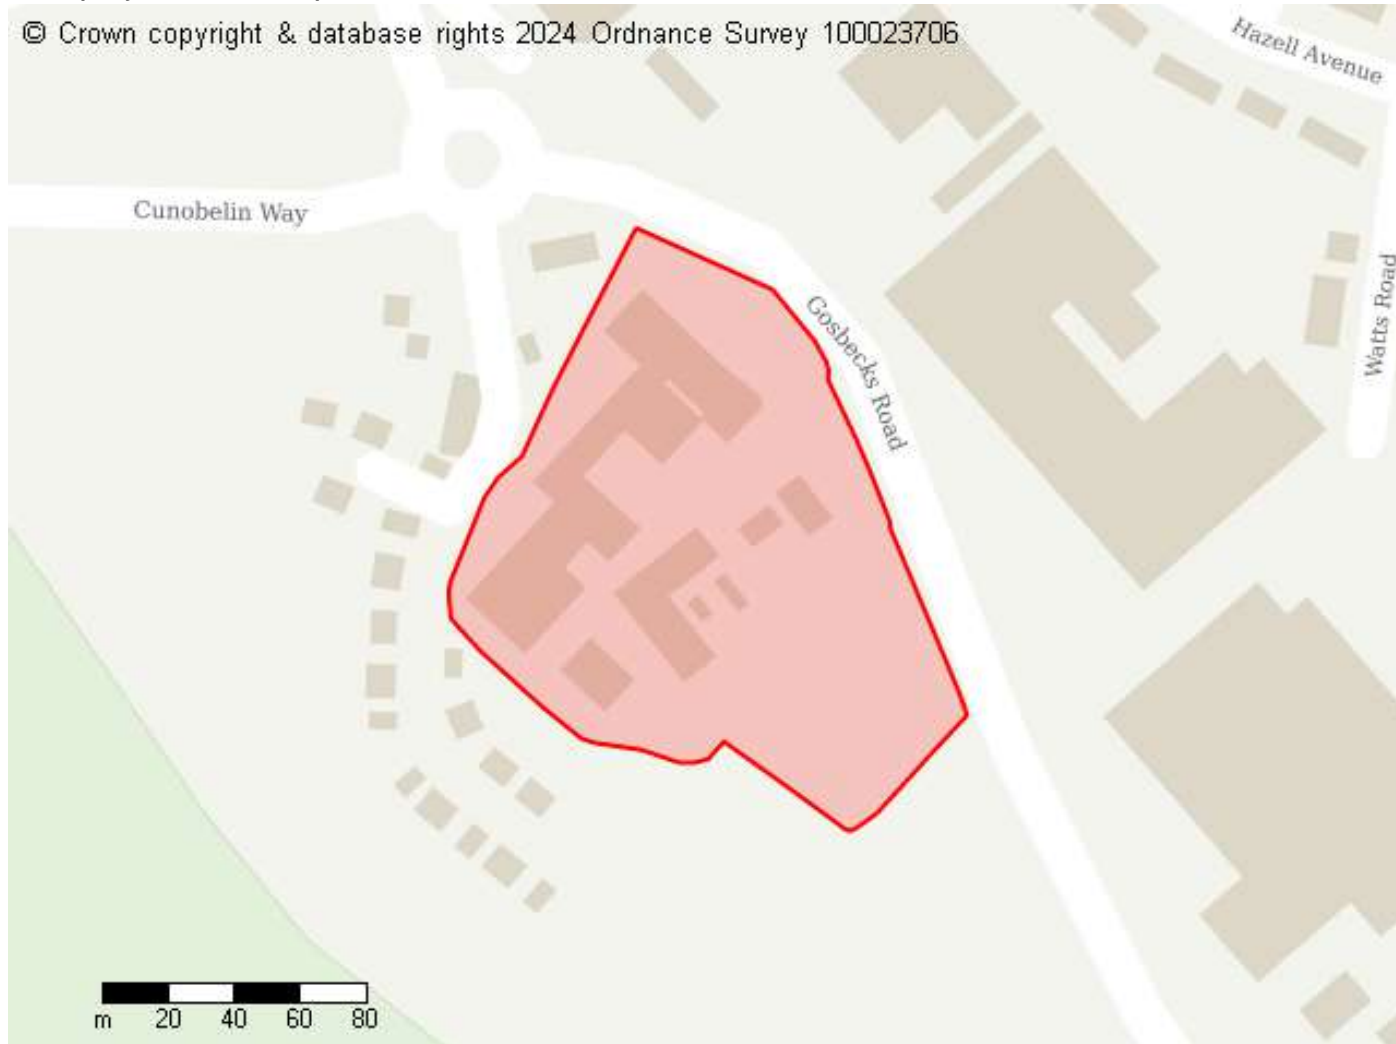 © Crown copyright & database rights 2024 Ordnance Survey 100023706
Hazell Avenue
Cunobelin Way
Gosbecks Road
Watts Road
m 20 40 60 80